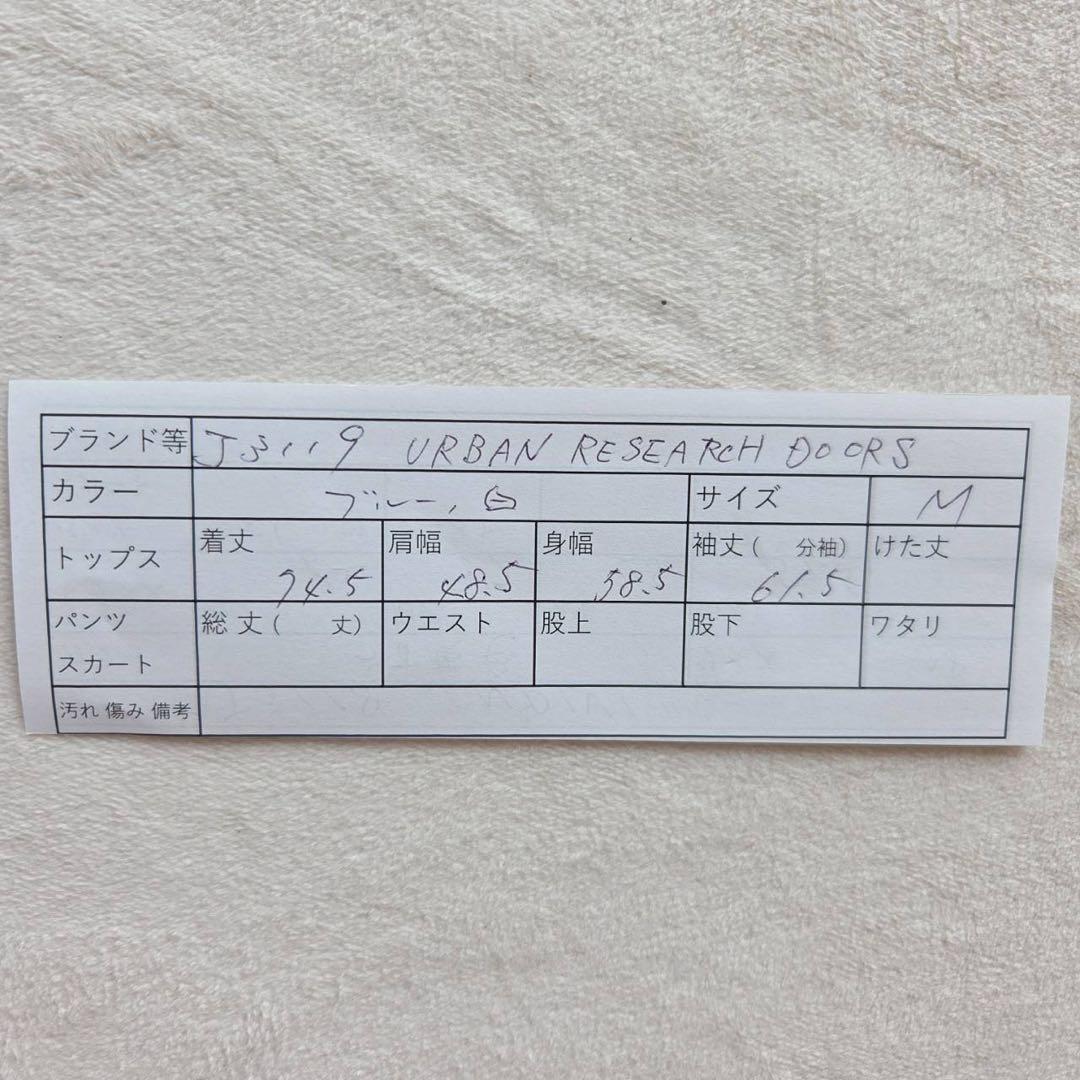 ブランド等 J3119 URBAN RESEARCH DOORS
カラー ブルー,白 サイズ M
トップス 着丈 74.5 肩幅 48.5 身幅 58.5 袖丈( 分袖) 61.5 けた丈
パンツ スカート 総丈( 丈) ウエスト 股上 股下 ワタリ
汚れ 傷み 備考